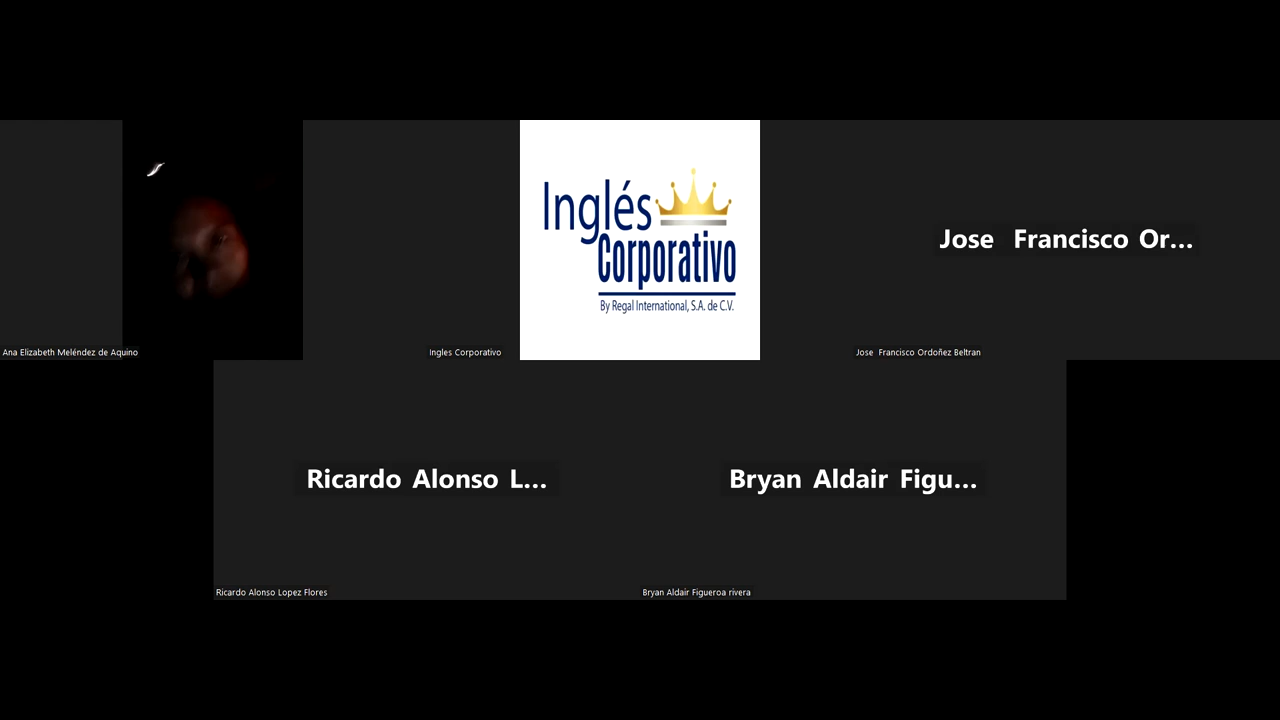 Inglés
Corporativo
By Regal International, S.A. de C.V.
Jose Francisco Or...
Ana Elizabeth Meléndez de Aquino
Ingles Corporativo
Jose Francisco Ordoñez Beltran
Ricardo Alonso L...
Bryan Aldair Figu...
Ricardo Alonso Lopez Flores
Bryan Aldair Figueroa rivera